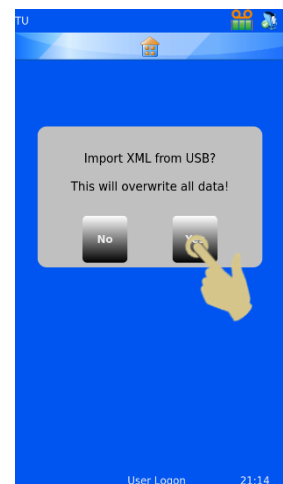 TU
Import XML from USB?
This will overwrite all data!
No
User Logon 21:14